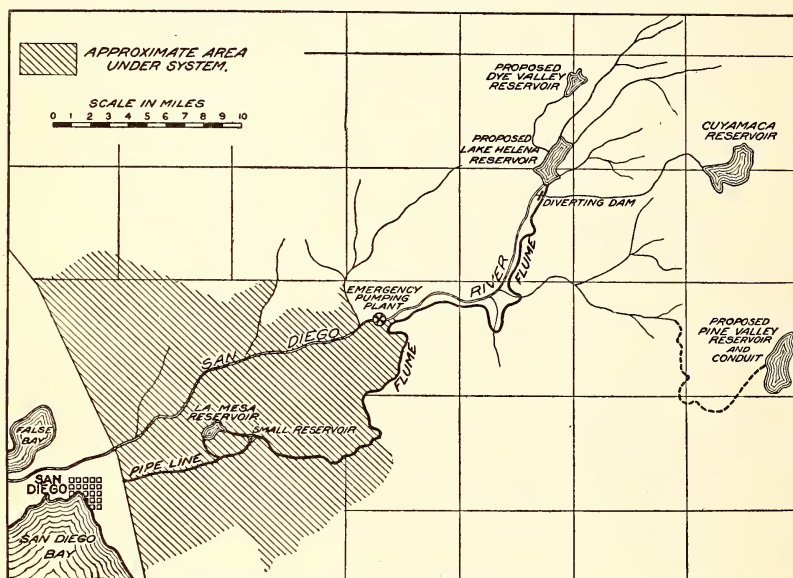 APPROXIMATE AREA
UNDER SYSTEM.
SCALE IN MILES
0 1 2 3 4 5 6 7 8 9 10
PROPOSED
DYE VALLEY
RESERVOIR
PROPOSED
LAKE HELENA
RESERVOIR
CUYAMACA
RESERVOIR
DIVERTING DAM
FLUME
RIVER
EMERGENCY
PUMPING
PLANT
PROPOSED
PINE VALLEY
RESERVOIR
AND
CONDUIT
SAN DIEGO
FLUME
LA MESA
RESERVOIR
SMALL RESERVOIR
FALSE
BAY
PIPE LINE
SAN
DIEGO
SAN DIEGO
BAY